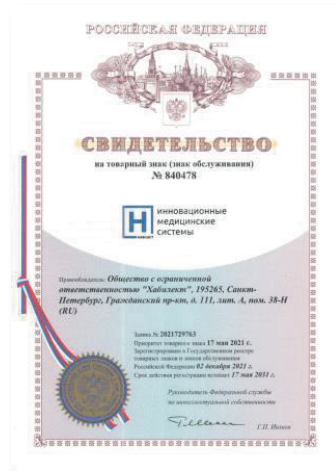 РОССИЙСКАЯ ФЕДЕРАЦИЯ
СВИДЕТЕЛЬСТВО
на товарный знак (знак обслуживания)
№ 840478
инновационные
медицинские
системы
Правообладатель: Общество с ограниченной
ответственностью "Хабилект", 195265, Санкт-
Петербург, Гражданский пр-кт, д. 111, лит. А, пом. 38-Н
(RU)
Заявка № 2021729763
Приоритет товарного знака 17 мая 2021 г.
Зарегистрировано в Государственном реестре
товарных знаков и знаков обслуживания
Российской Федерации 02 декабря 2021 г.
Срок действия регистрации истекает 17 мая 2031 г.
Руководитель Федеральной службы
по интеллектуальной собственности
Г.П. Ивлиев